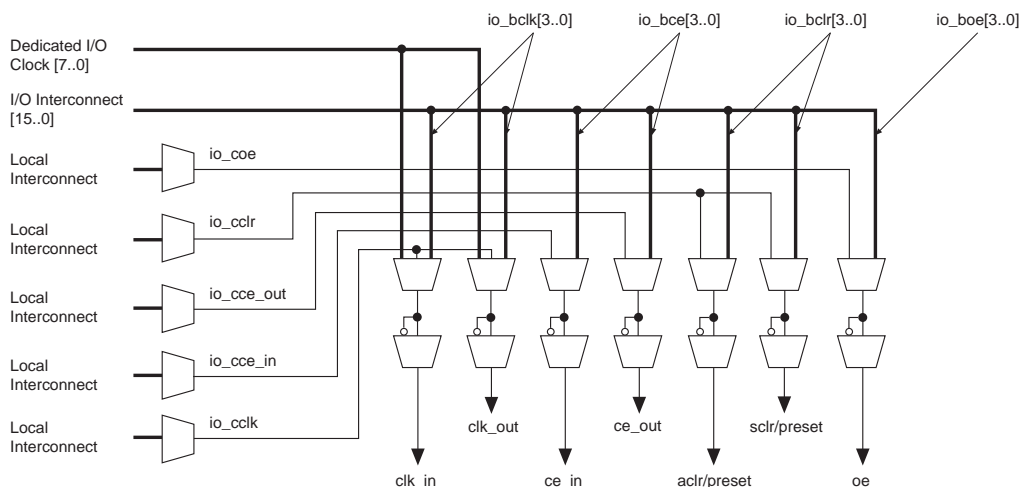 io_bclk[3..0]
io_bce[3..0]
io_bclr[3..0]
io_boe[3..0]
Dedicated I/O
Clock [7..0]
I/O Interconnect
[15..0]
Local
Interconnect
io_coe
Local
Interconnect
io_cclr
Local
Interconnect
io_cce_out
Local
Interconnect
io_cce_in
Local
Interconnect
io_cclk
clk_out
ce_out
sclr/preset
clk_in
ce_in
aclr/preset
oe